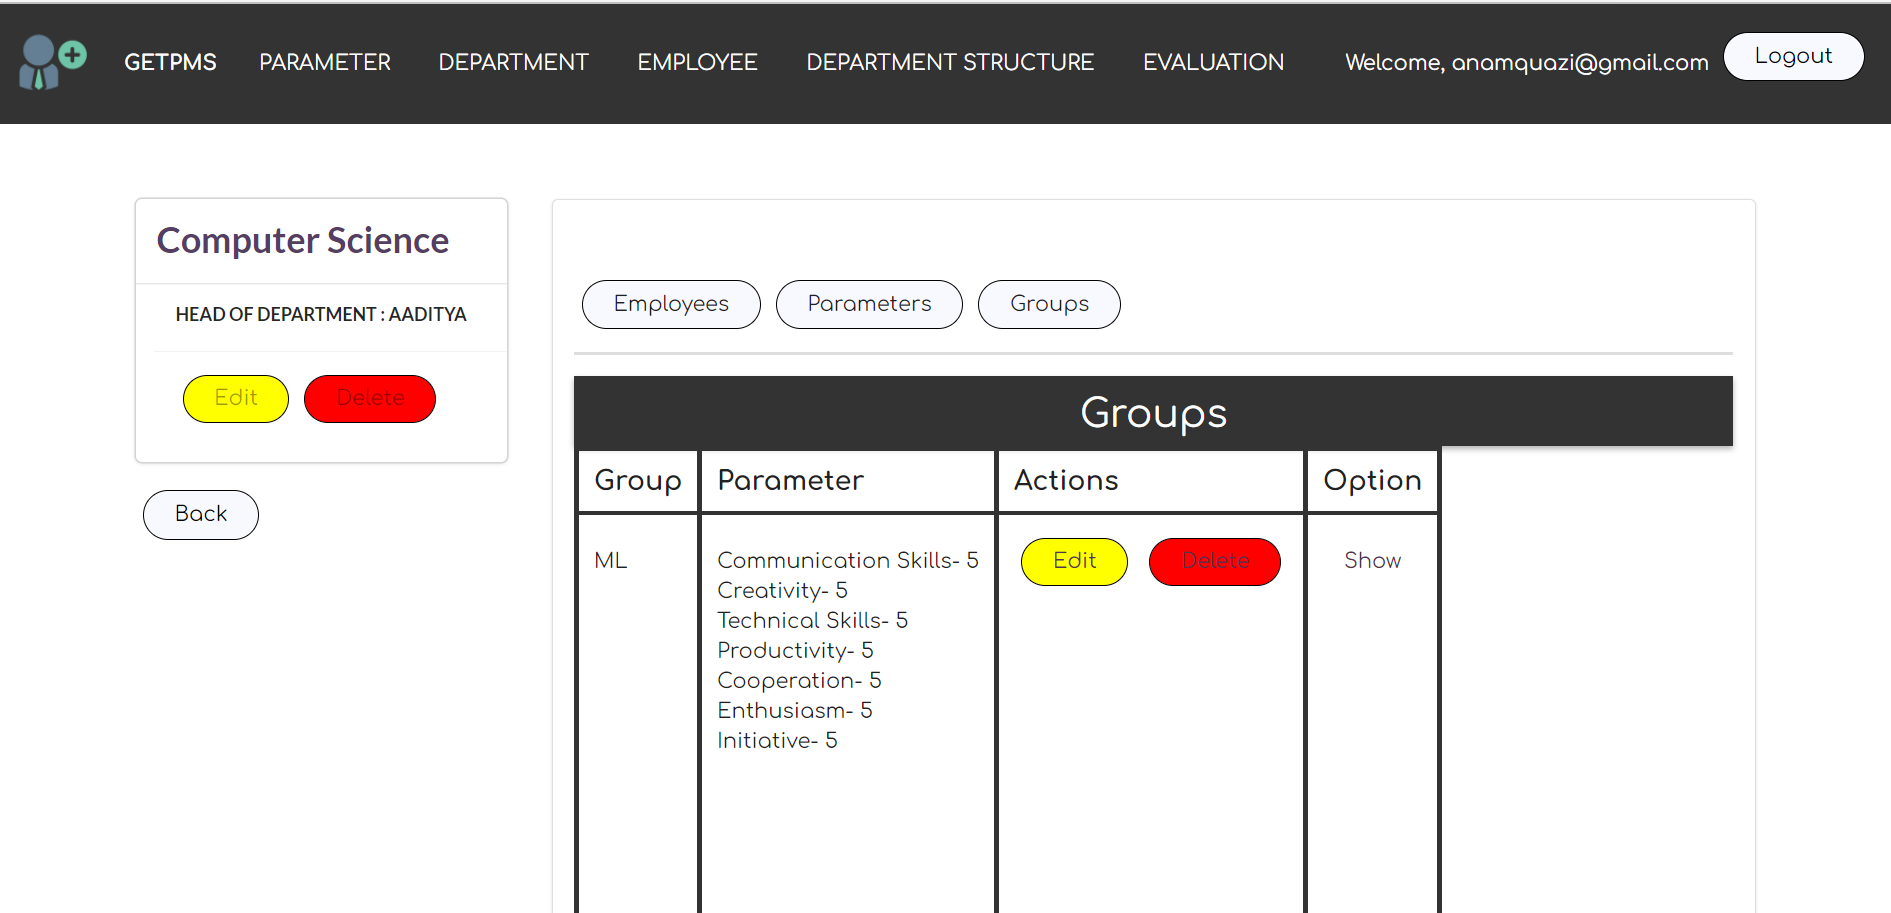 GETPMS PARAMETER DEPARTMENT EMPLOYEE DEPARTMENT STRUCTURE EVALUATION Welcome, anamquazi@gmail.com Logout
Computer Science
HEAD OF DEPARTMENT : AADITYA
Edit Delete
Back
Employees Parameters Groups
Groups
Group Parameter Actions Option
ML Communication Skills- 5 Edit Delete Show
Creativity- 5
Technical Skills- 5
Productivity- 5
Cooperation- 5
Enthusiasm- 5
Initiative- 5